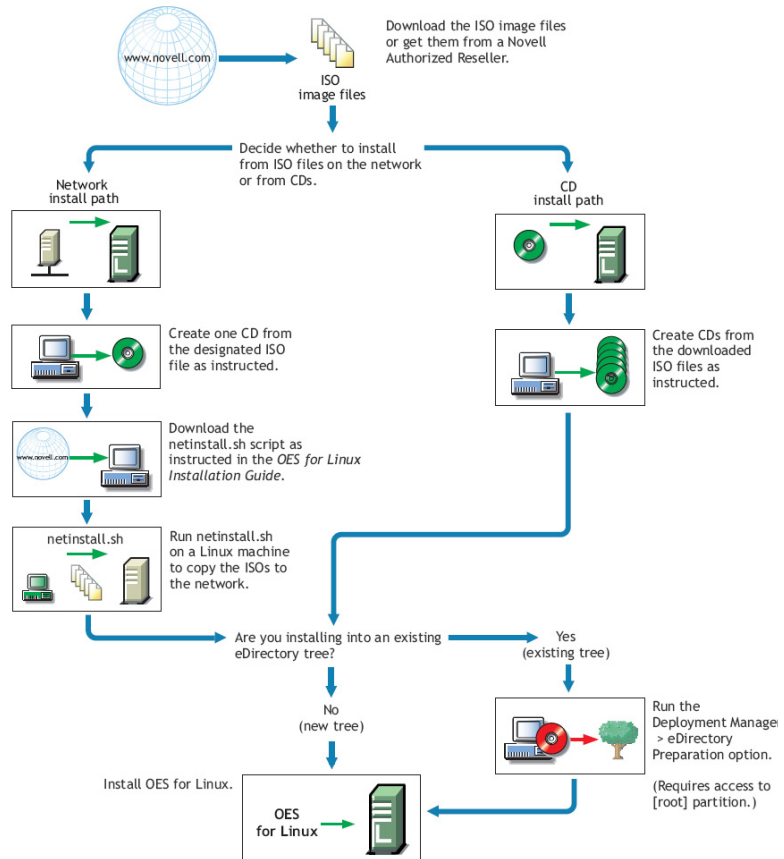 www.novell.com
ISO
image files
Download the ISO image files
or get them from a Novell
Authorized Reseller.
Decide whether to install
from ISO files on the network
or from CDs.
Network
install path
CD
install path
Create one CD from
the designated ISO
file as instructed.
Create CDs from
the downloaded
ISO files as
instructed.
www.novell.com
Download the
netinstall.sh script as
instructed in the OES for Linux
Installation Guide.
netinstall.sh
Run netinstall.sh
on a Linux machine
to copy the ISOs to
the network.
Are you installing into an existing
eDirectory tree?
Yes
(existing tree)
No
(new tree)
Run the
Deployment Manager
> eDirectory
Preparation option.
(Requires access to
[root] partition.)
Install OES for Linux.
OES
for Linux